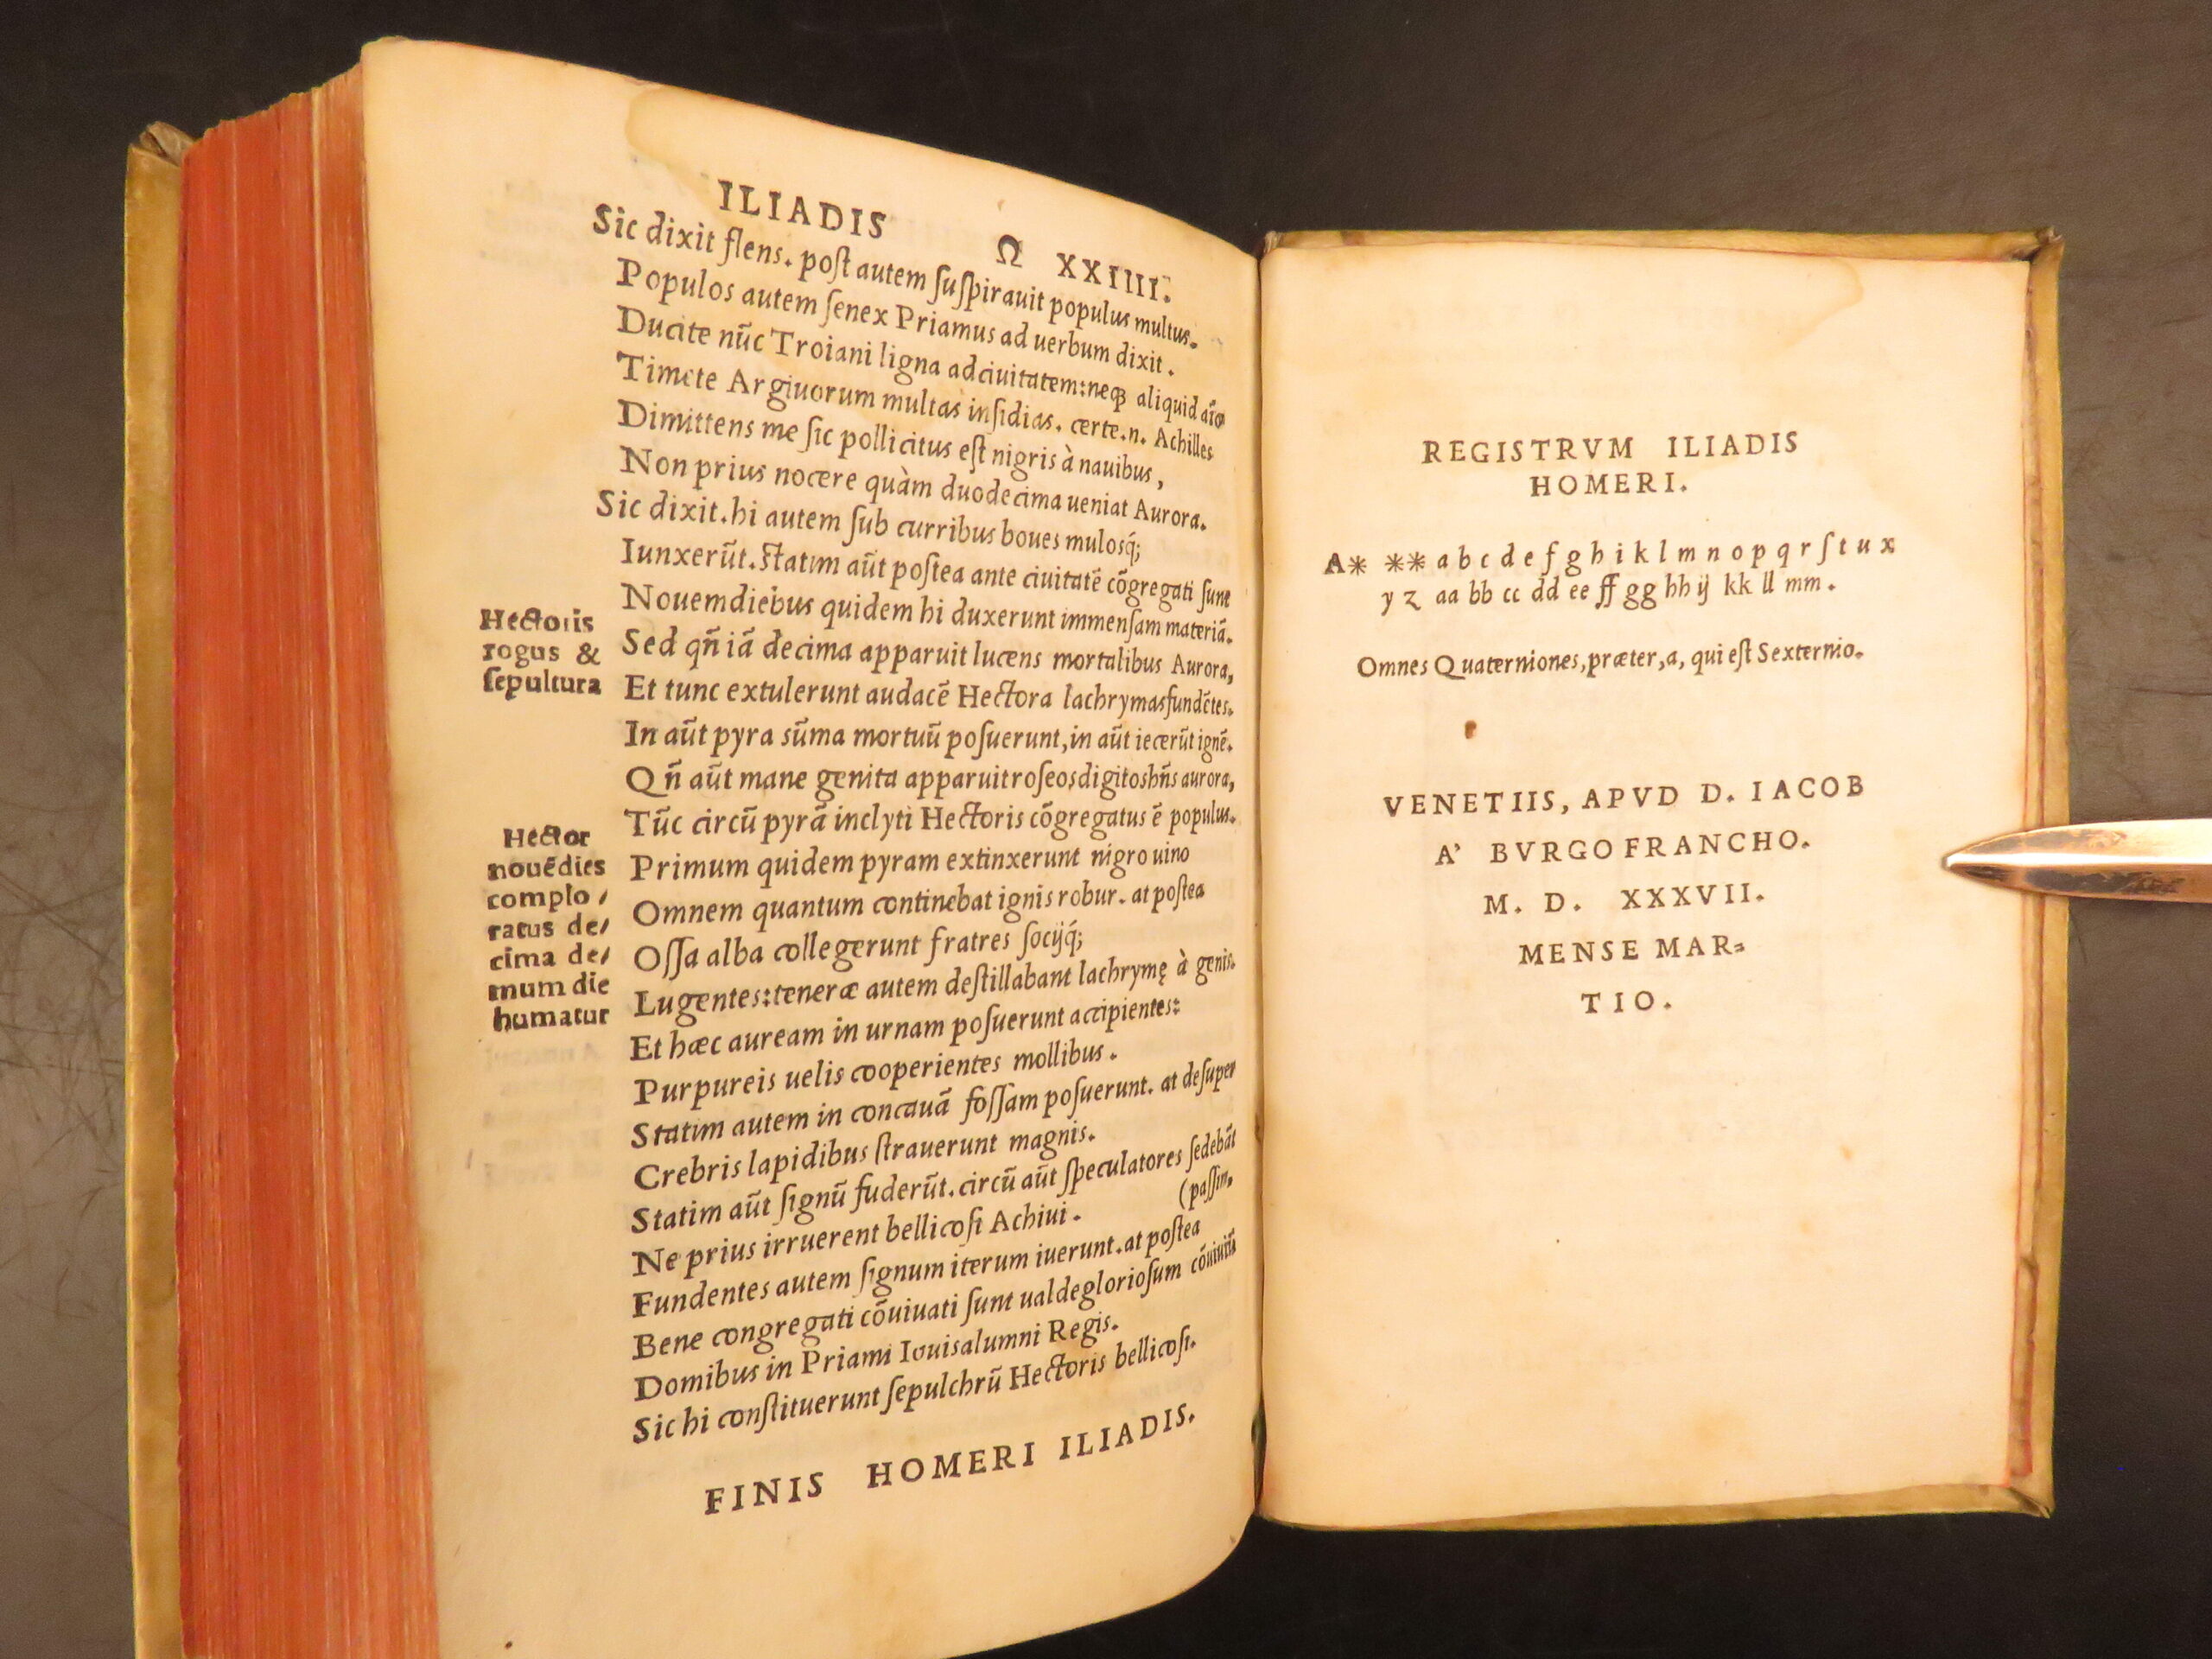 ILIADIS Ω XXIIII.
Sic dixit flens. poſt autem ſuſpirauit populus multus.
Populos autem ſenex Priamus ad uerbum dixit.
Ducite nūc Troiani ligna ad ciuitatem: neq; aliquid
Timete Argiuorum multas inſidias. certe.n. Achilles
Dimittens me ſic pollicitus eſt nigris à nauibus,
Non prius nocere quàm duodecima ueniat Aurora.
Sic dixit. hi autem ſub curribus boues mulosq́;
Iunxerūt. Statim aūt poſtea ante ciuitatē cōgregati ſunt
Nouem diebus quidem hi duxerunt immenſam materiā.
Sed qn̄ iā decima apparuit lucens mortalibus Aurora,
Et tunc extulerunt audacē Hectora lachrymas fundētes.
In aūt pyra sūma mortuū poſuerunt, in aūt iecerūt ignē.
Qn̄ aūt mane genita apparuit roſeos digitos hn̄s aurora,
Tūc circū pyrā inclyti Hectoris cōgregatus ē populus.
Primum quidem pyram extinxerunt nigro uino
Omnem quantum continebat ignis robur. at poſtea
Oſſa alba collegerunt fratres ſocijq́;
Lugentes: teneræ autem deſtillabant lachrymę à genis.
Et hæc auream in urnam poſuerunt accipientes:
Purpureis uelis cooperientes mollibus.
Statim autem in concauā foſſam poſuerunt. at deſuper
Crebris lapidibus ſtrauerunt magnis.
Statim aūt ſignū fuderūt. circū aūt ſpeculatores ſedebāt
(paſſim,
Ne prius irruerent bellicoſi Achiui.
Fundentes autem ſignum iterum iuerunt. at poſtea
Bene congregati cōuiuati ſunt ualde glorioſum cōuiuiū
Domibus in Priami Iouis alumni Regis.
Sic hi conſtituerunt ſepulchrū Hectoris bellicoſi.
FINIS HOMERI ILIADIS.
Hectoris
rogus &
ſepultura
Hector
nouēdies
complo/
ratus de/
cima de/
mum die
humatur
REGISTRVM ILIADIS
HOMERI.
A* ** a b c d e f g h i k l m n o p q r ſ t u x
y z aa bb cc dd ee ff gg hh ij kk ll mm.
Omnes Quaterniones, præter, a, qui eſt Sexternio.
VENETIIS, APVD D. IACOB
A' BVRGOFRANCHO.
M. D. XXXVII.
MENSE MAR=
TIO.